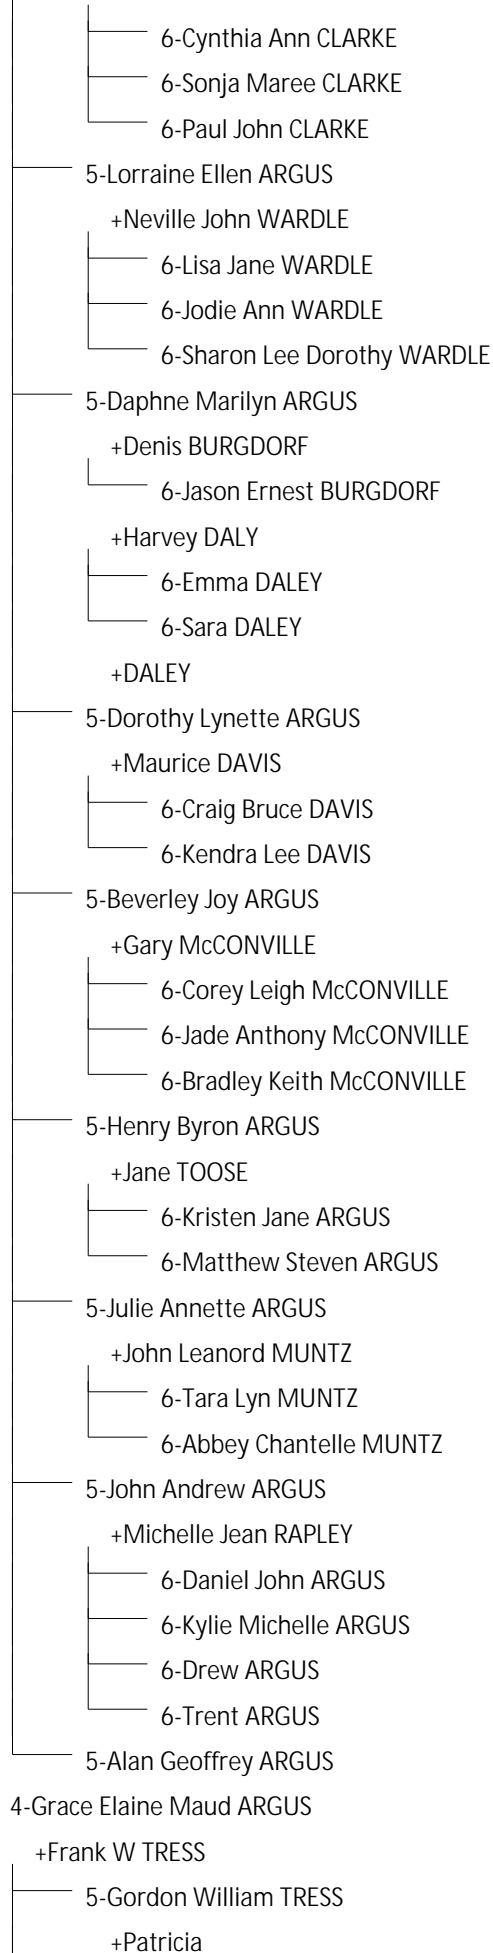 6-Cynthia Ann CLARKE
6-Sonja Maree CLARKE
6-Paul John CLARKE
5-Lorraine Ellen ARGUS
+Neville John WARDLE
6-Lisa Jane WARDLE
6-Jodie Ann WARDLE
6-Sharon Lee Dorothy WARDLE
5-Daphne Marilyn ARGUS
+Denis BURGDORF
6-Jason Ernest BURGDORF
+Harvey DALY
6-Emma DALEY
6-Sara DALEY
+DALEY
5-Dorothy Lynette ARGUS
+Maurice DAVIS
6-Craig Bruce DAVIS
6-Kendra Lee DAVIS
5-Beverley Joy ARGUS
+Gary McCONVILLE
6-Corey Leigh McCONVILLE
6-Jade Anthony McCONVILLE
6-Bradley Keith McCONVILLE
5-Henry Byron ARGUS
+Jane TOOSE
6-Kristen Jane ARGUS
6-Matthew Steven ARGUS
5-Julie Annette ARGUS
+John Leanord MUNTZ
6-Tara Lyn MUNTZ
6-Abbey Chantelle MUNTZ
5-John Andrew ARGUS
+Michelle Jean RAPLEY
6-Daniel John ARGUS
6-Kylie Michelle ARGUS
6-Drew ARGUS
6-Trent ARGUS
5-Alan Geoffrey ARGUS
4-Grace Elaine Maud ARGUS
+Frank W TRESS
5-Gordon William TRESS
+Patricia